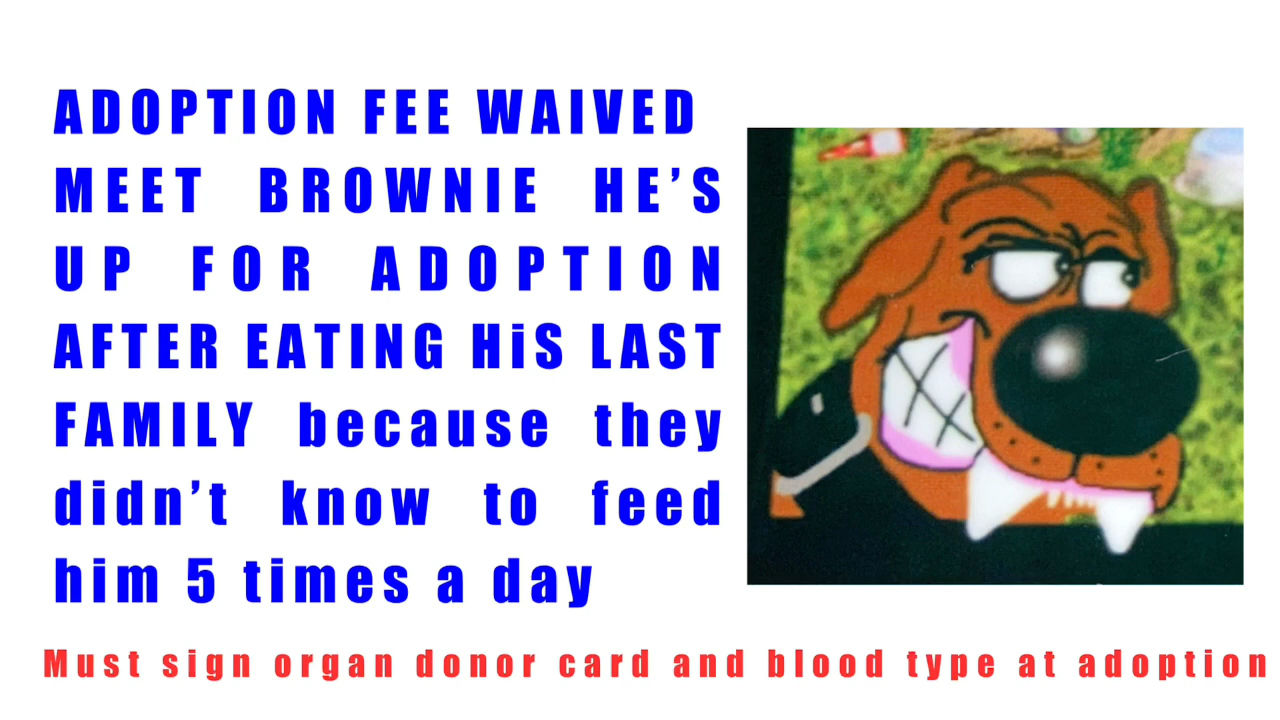 ADOPTION FEE WAIVED
MEET BROWNIE HE’S
UP FOR ADOPTION
AFTER EATING HiS LAST
FAMILY because they
didn’t know to feed
him 5 times a day
Must sign organ donor card and blood type at adoption